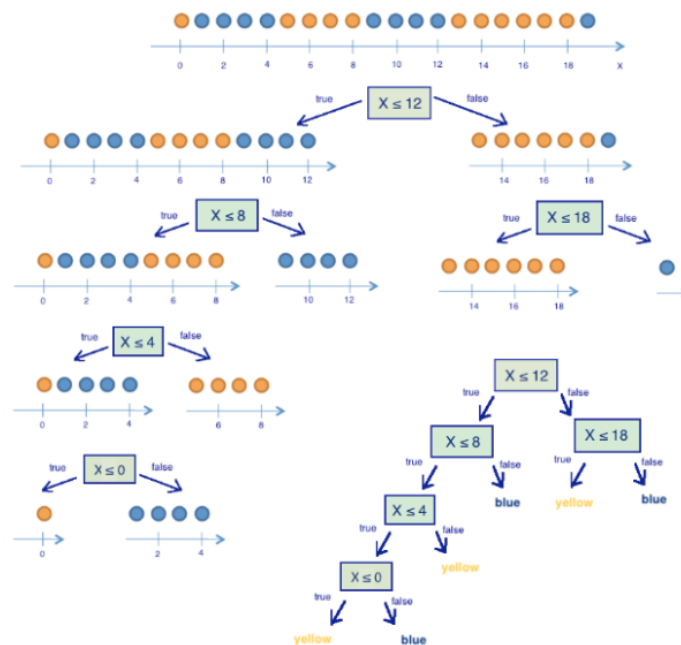 0 2 4 6 8 10 12 14 16 18 X
true X ≤ 12 false
0 2 4 6 8 10 12
14 16 18
true X ≤ 8 false
true X ≤ 18 false
0 2 4 6 8
10 12
14 16 18
true X ≤ 4 false
0 2 4
6 8
true X ≤ 0 false
0
2 4
X ≤ 12
true false
X ≤ 8
X ≤ 18
true false
true false
blue
yellow
blue
X ≤ 4
true false
yellow
X ≤ 0
true false
yellow
blue